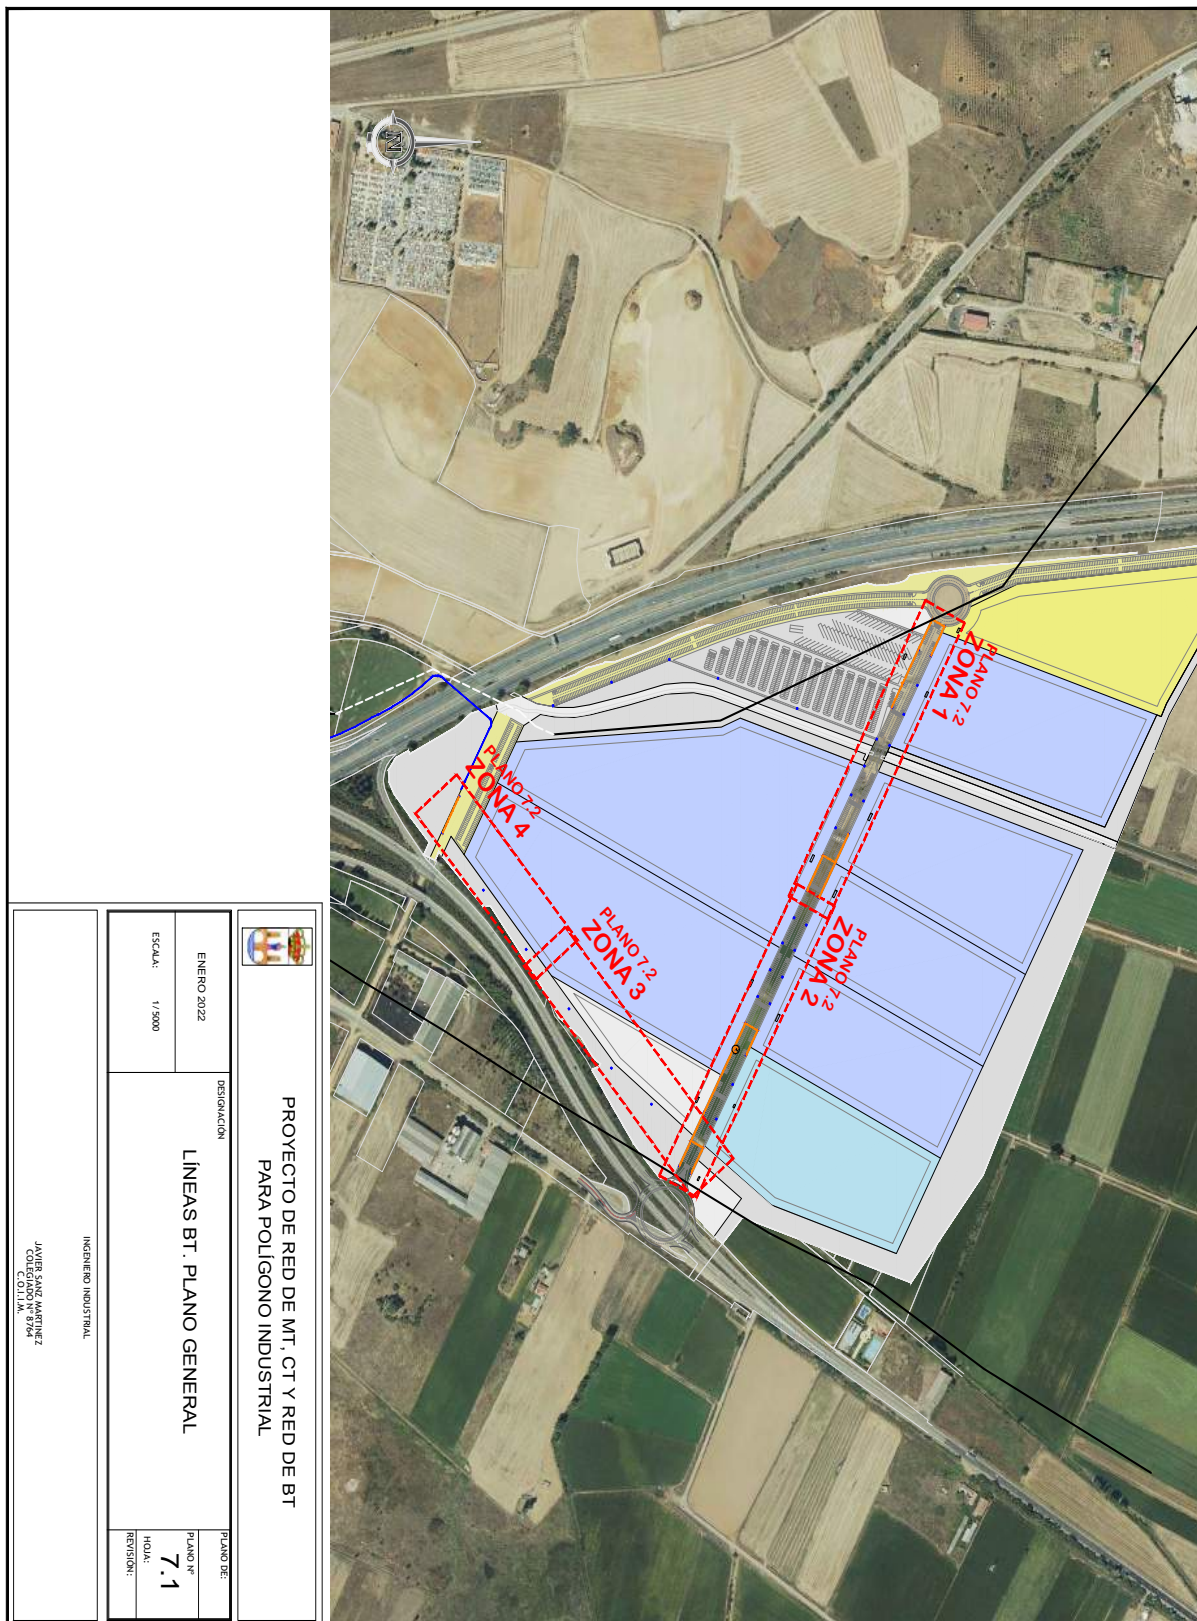 N
PLANO 7.2
ZONA 1
PLANO 7.2
ZONA 2
PLANO 7.2
ZONA 3
PLANO 7.2
ZONA 4
PROYECTO DE RED DE MT, CT Y RED DE BT
PARA POLÍGONO INDUSTRIAL
ENERO 2022
ESCALA: 1/5000
DESIGNACIÓN
LÍNEAS BT. PLANO GENERAL
PLANO DE:
PLANO Nº
7.1
HOJA:
REVISIÓN:
INGENIERO INDUSTRIAL
JAVIER SANZ MARTINEZ
COLEGIADO Nº 8764
C.O.I.I.M.